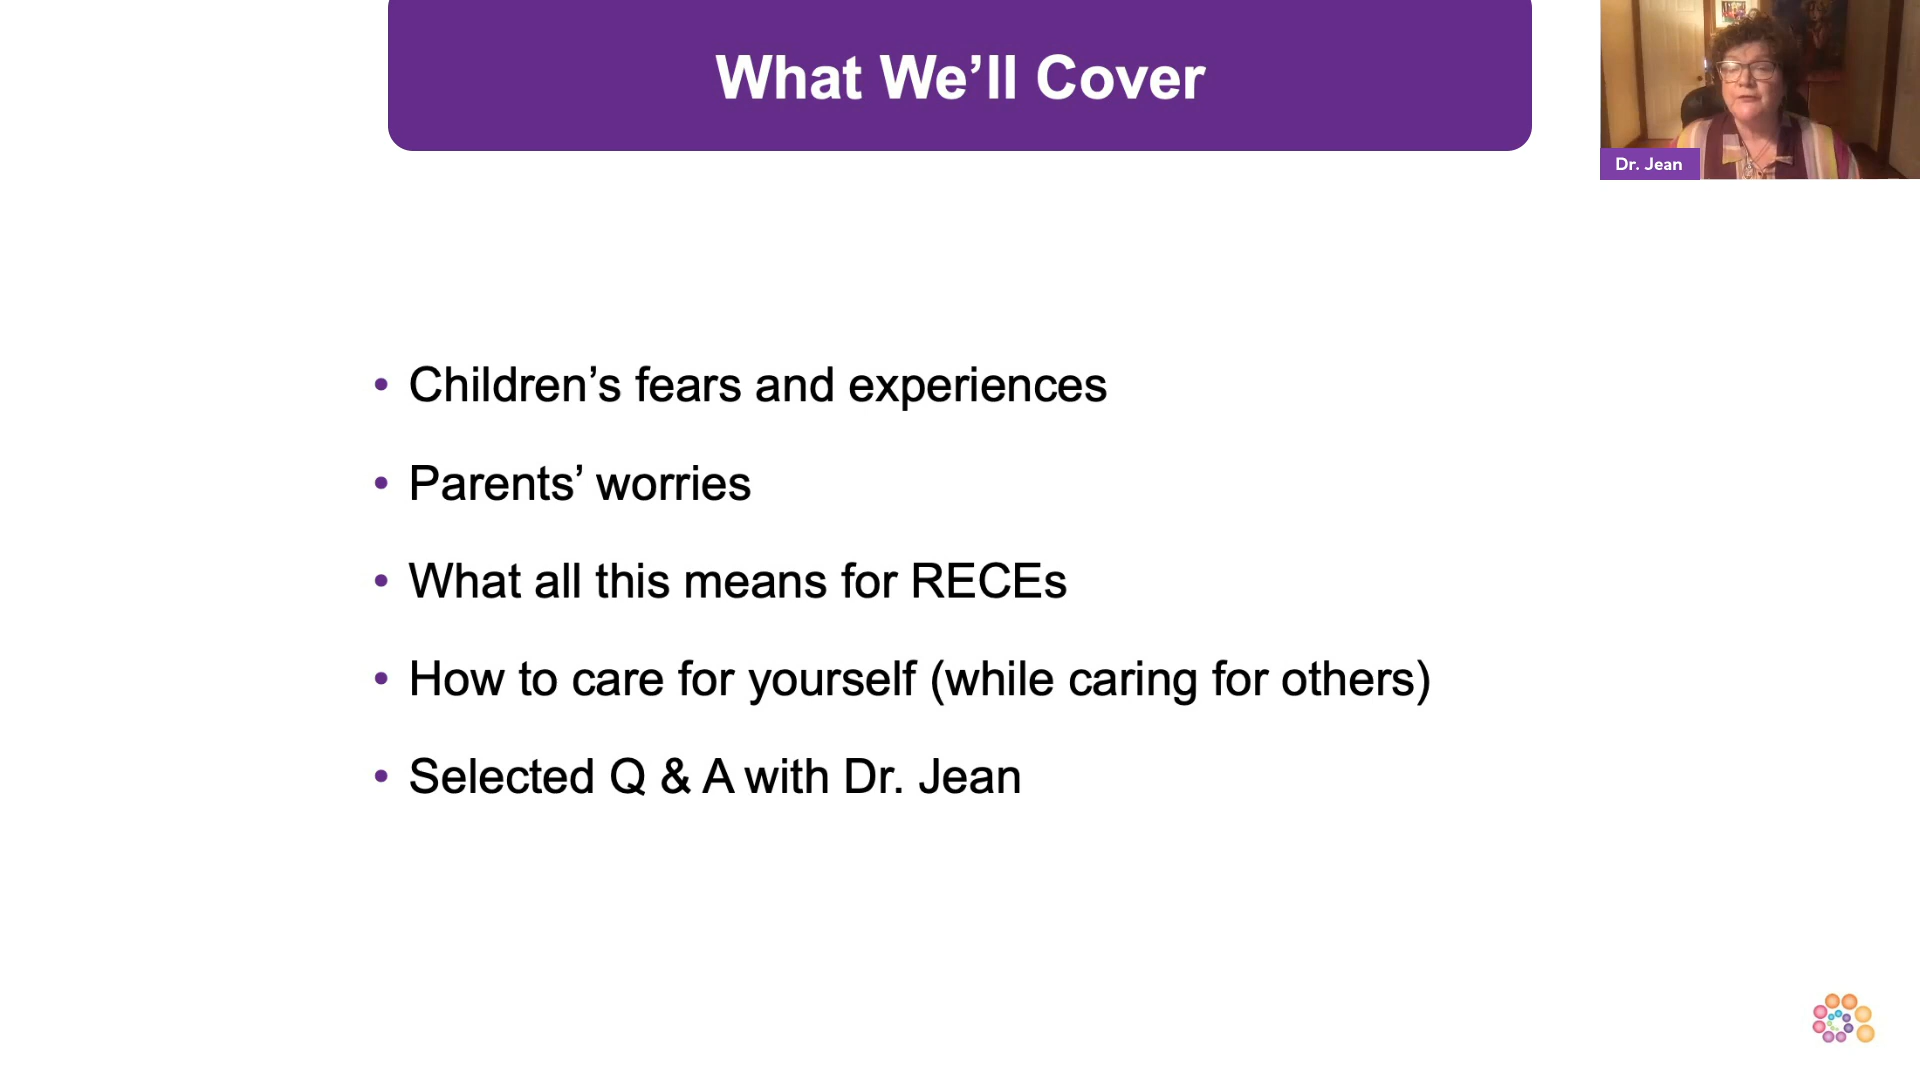 What We’ll Cover
Dr. Jean
• Children’s fears and experiences
• Parents’ worries
• What all this means for RECEs
• How to care for yourself (while caring for others)
• Selected Q & A with Dr. Jean